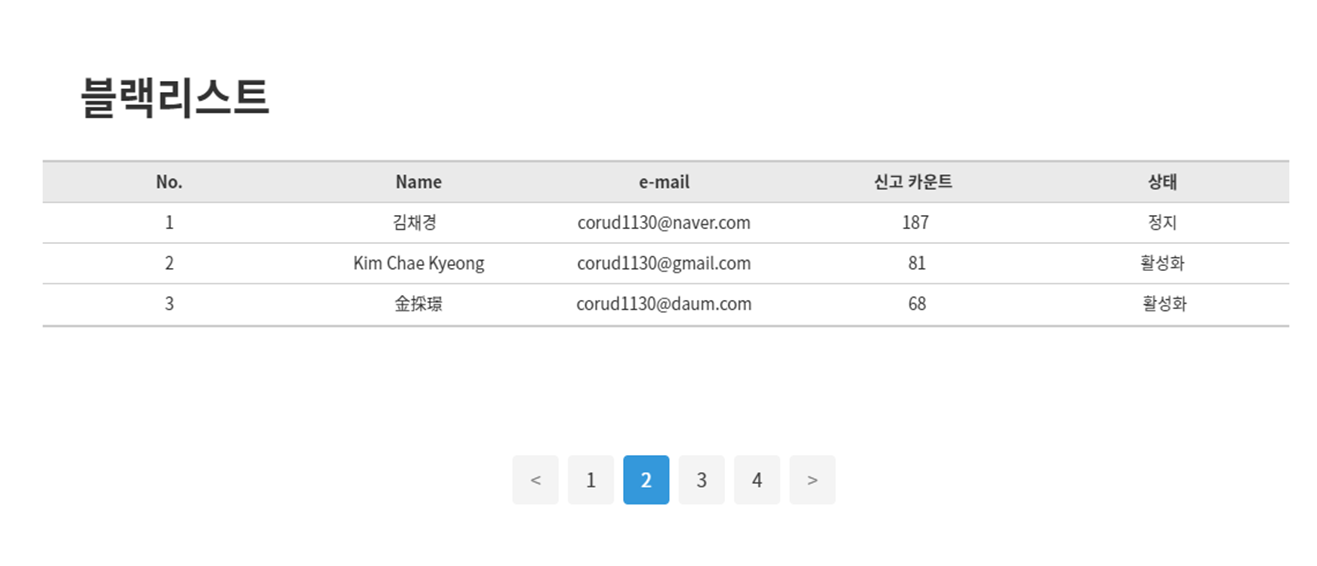 블랙리스트
No. Name e-mail 신고 카운트 상태
1 김채경 corud1130@naver.com 187 정지
2 Kim Chae Kyeong corud1130@gmail.com 81 활성화
3 金採璟 corud1130@daum.com 68 활성화
< 1 2 3 4 >